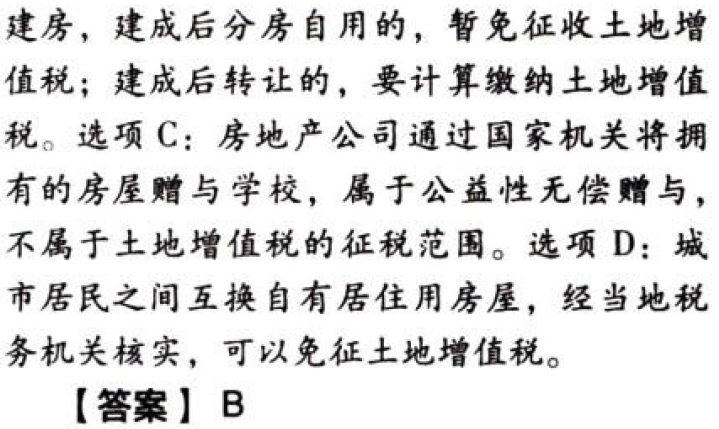 建房，建成后分房自用的，暂免征收土地增
值税；建成后转让的，要计算缴纳土地增值
税。选项 C：房地产公司通过国家机关将拥
有的房屋赠与学校，属于公益性无偿赠与，
不属于土地增值税的征税范围。选项 D：城
市居民之间互换自有居住用房屋，经当地税
务机关核实，可以免征土地增值税。
【答案】 B